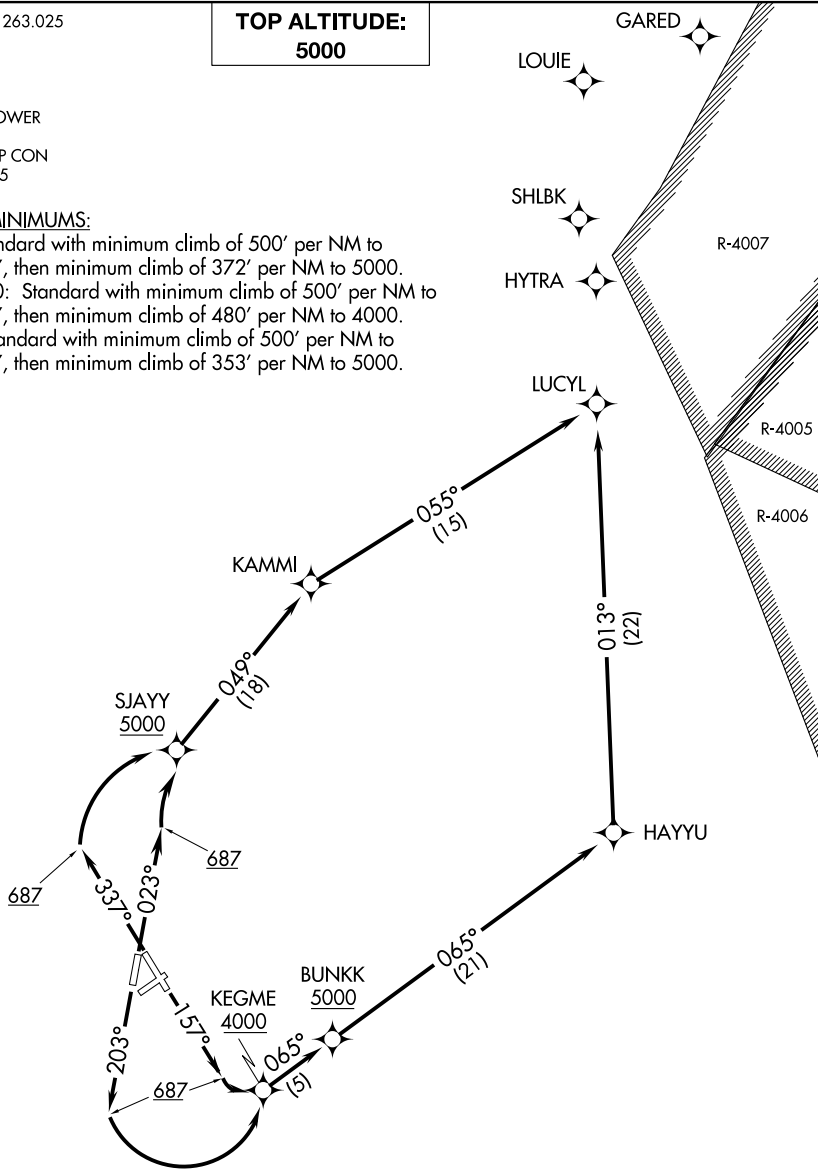 263.025
TOP ALTITUDE:
5000
GARED
LOUIE
OWER
P CON
5
SHLBK
MINIMUMS:
ndard with minimum climb of 500' per NM to
', then minimum climb of 372' per NM to 5000.
0: Standard with minimum climb of 500' per NM to
', then minimum climb of 480' per NM to 4000.
tandard with minimum climb of 500' per NM to
', then minimum climb of 353' per NM to 5000.
R-4007
HYTRA
LUCYL
R-4005
R-4006
055°
(15)
KAMMI
013°
(22)
049°
(18)
SJAYY
5000
HAYYU
687
687
337°
023°
065°
(21)
BUNKK
5000
KEGME
4000
157°
203°
065°
(5)
687